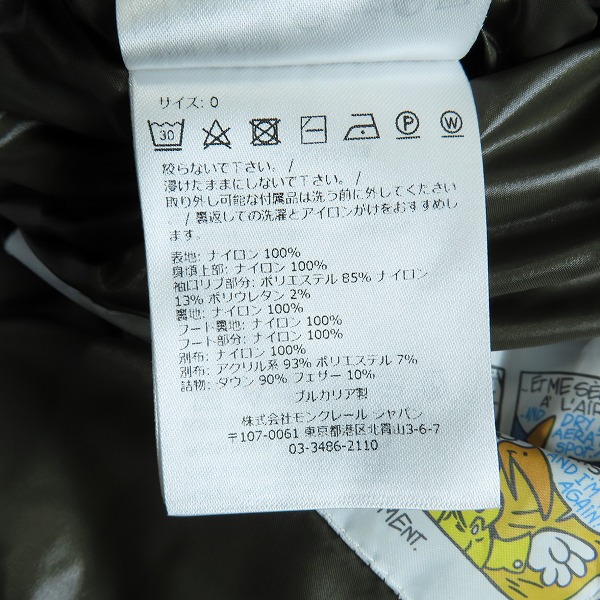 サイズ: 0
30
P
W
絞らないで下さい。/
浸けたままにしないで下さい。/
取り外し可能な付属品は洗う前に外してください
。/ 裏返しての洗濯とアイロンがけをおすすめし
ます。
表地: ナイロン 100%
身頃上部: ナイロン 100%
袖口リブ部分: ポリエステル 85% ナイロン
13% ポリウレタン 2%
裏地: ナイロン 100%
フード裏地: ナイロン 100%
フード部分: ナイロン 100%
別布: ナイロン 100%
別布: アクリル系 93% ポリエステル 7%
詰物: ダウン 90% フェザー 10%
ブルガリア製
株式会社モンクレール ジャパン
〒107-0061 東京都港区北青山3-6-7
03-3486-2110
LET ME
À L'AIR
AND DRY
AND I'M
AGAIN
MENT.